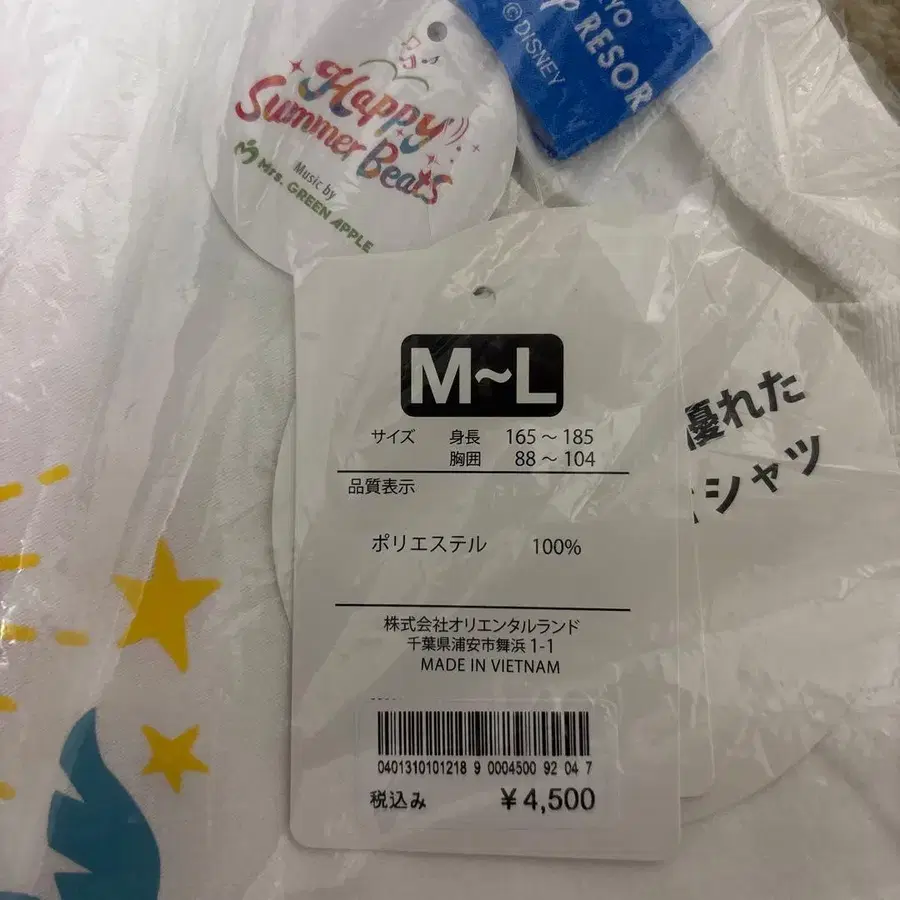 Happy
Summer Beats
Music by
Mrs. GREEN APPLE
YO
RESOR
©DISNEY
M~L
サイズ 身長 165～185
胸囲 88～104
品質表示
ポリエステル 100%
株式会社オリエンタルランド
千葉県浦安市舞浜1-1
MADE IN VIETNAM
0401310101218 9 0004500 92 04 7
税込み ￥4,500
優れた
シャツ